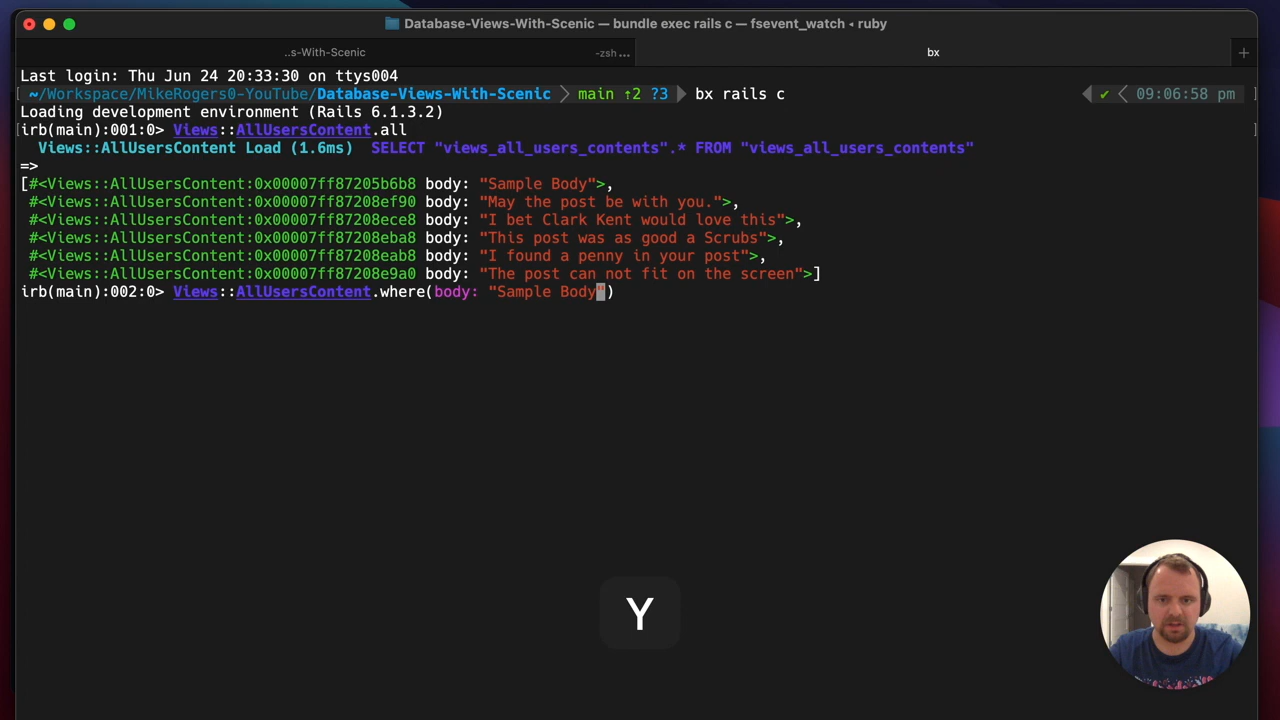 Database-Views-With-Scenic — bundle exec rails c — fsevent_watch ◂ ruby
..s-With-Scenic -zsh ... bx +
Last login: Thu Jun 24 20:33:30 on ttys004
~/Workspace/MikeRogers0-YouTube/Database-Views-With-Scenic main ⇡2 ?3 bx rails c ✔ 09:06:58 pm
Loading development environment (Rails 6.1.3.2)
irb(main):001:0> Views::AllUsersContent.all
Views::AllUsersContent Load (1.6ms) SELECT "views_all_users_contents".* FROM "views_all_users_contents"
=>
[#<Views::AllUsersContent:0x00007ff87205b6b8 body: "Sample Body">,
#<Views::AllUsersContent:0x00007ff87208ef90 body: "May the post be with you.">,
#<Views::AllUsersContent:0x00007ff87208ece8 body: "I bet Clark Kent would love this">,
#<Views::AllUsersContent:0x00007ff87208eba8 body: "This post was as good a Scrubs">,
#<Views::AllUsersContent:0x00007ff87208eab8 body: "I found a penny in your post">,
#<Views::AllUsersContent:0x00007ff87208e9a0 body: "The post can not fit on the screen">]
irb(main):002:0> Views::AllUsersContent.where(body: "Sample Body")
Y